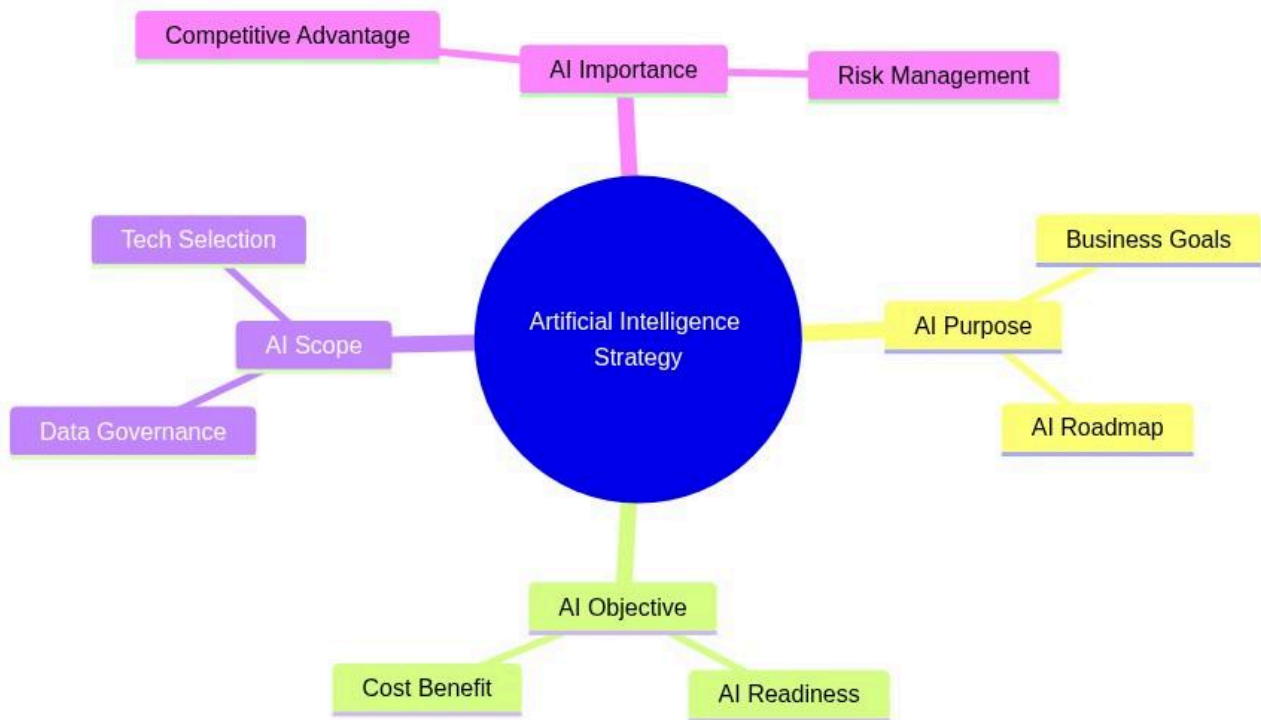 Competitive Advantage
AI Importance
Risk Management
Tech Selection
Business Goals
Artificial Intelligence
Strategy
AI Purpose
AI Scope
AI Roadmap
Data Governance
AI Objective
Cost Benefit
AI Readiness